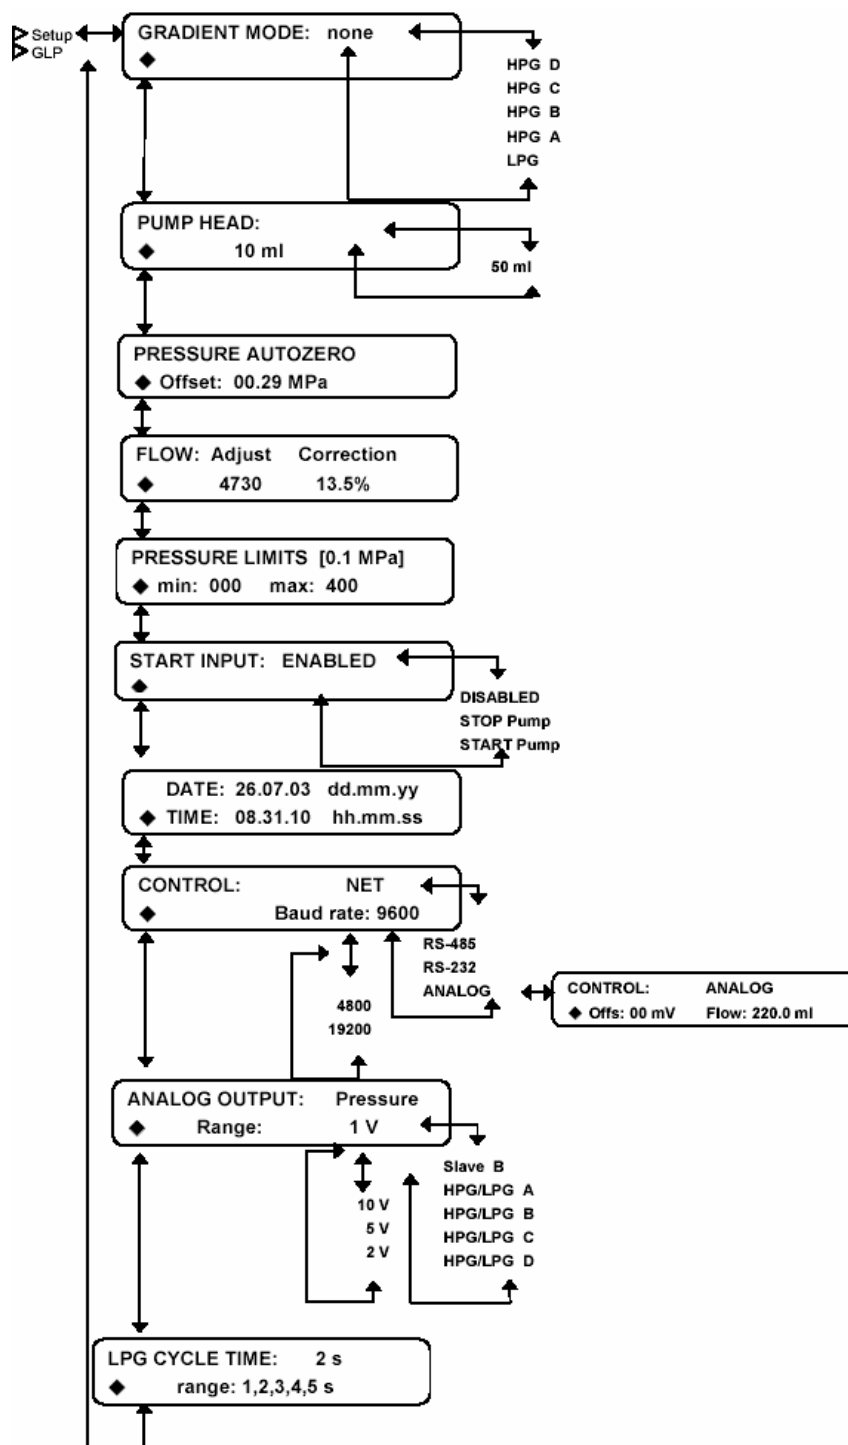 Setup
GLP
GRADIENT MODE: none
HPG D
HPG C
HPG B
HPG A
LPG
PUMP HEAD:
10 ml
50 ml
PRESSURE AUTOZERO
Offset: 00.29 MPa
FLOW: Adjust Correction
4730 13.5%
PRESSURE LIMITS [0.1 MPa]
min: 000 max: 400
START INPUT: ENABLED
DISABLED
STOP Pump
START Pump
DATE: 26.07.03 dd.mm.yy
TIME: 08.31.10 hh.mm.ss
CONTROL: NET
Baud rate: 9600
RS-485
RS-232
ANALOG
4800
19200
CONTROL: ANALOG
Offs: 00 mV Flow: 220.0 ml
ANALOG OUTPUT: Pressure
Range: 1 V
10 V
5 V
2 V
Slave B
HPG/LPG A
HPG/LPG B
HPG/LPG C
HPG/LPG D
LPG CYCLE TIME: 2 s
range: 1,2,3,4,5 s